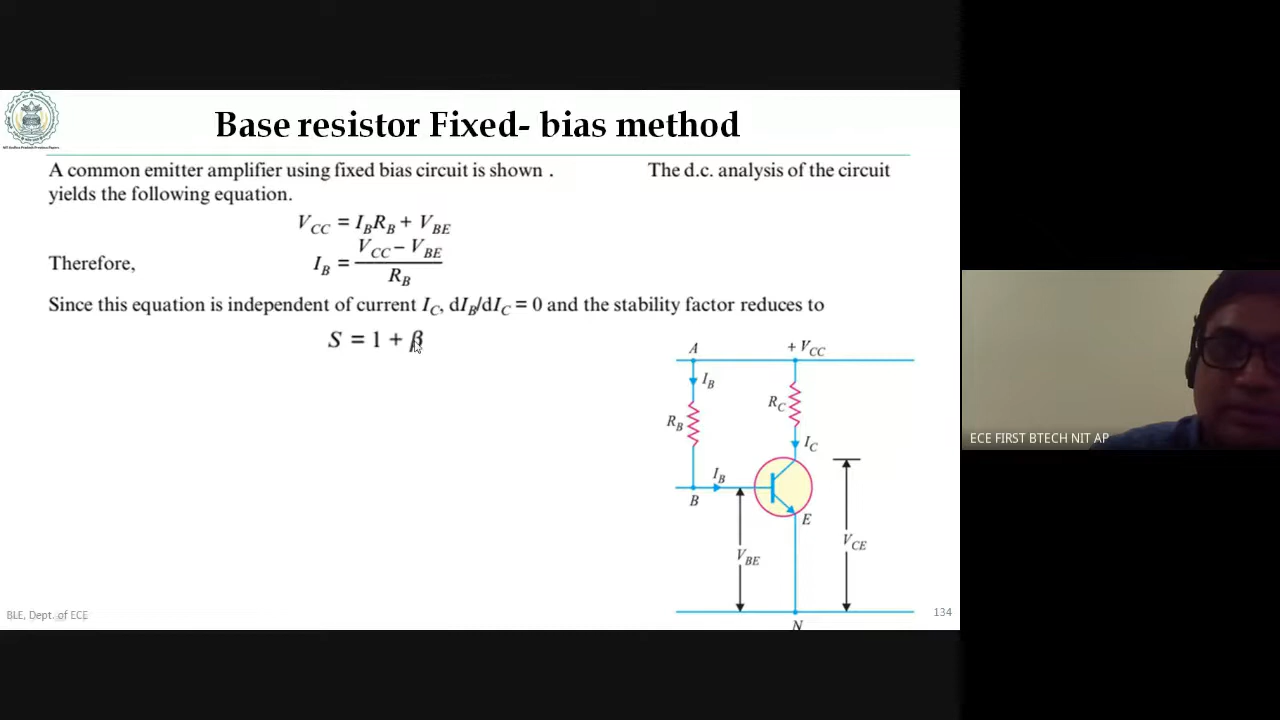 Base resistor Fixed- bias method
A common emitter amplifier using fixed bias circuit is shown . The d.c. analysis of the circuit
yields the following equation.
V_CC = I_B R_B + V_BE
Therefore, I_B = (V_CC – V_BE) / R_B
Since this equation is independent of current I_C, dI_B/dI_C = 0 and the stability factor reduces to
S = 1 + β
A
+ V_CC
I_B
R_C
R_B
I_C
I_B
B
E
V_BE
V_CE
N
BLE, Dept. of ECE
134
ECE FIRST BTECH NIT AP